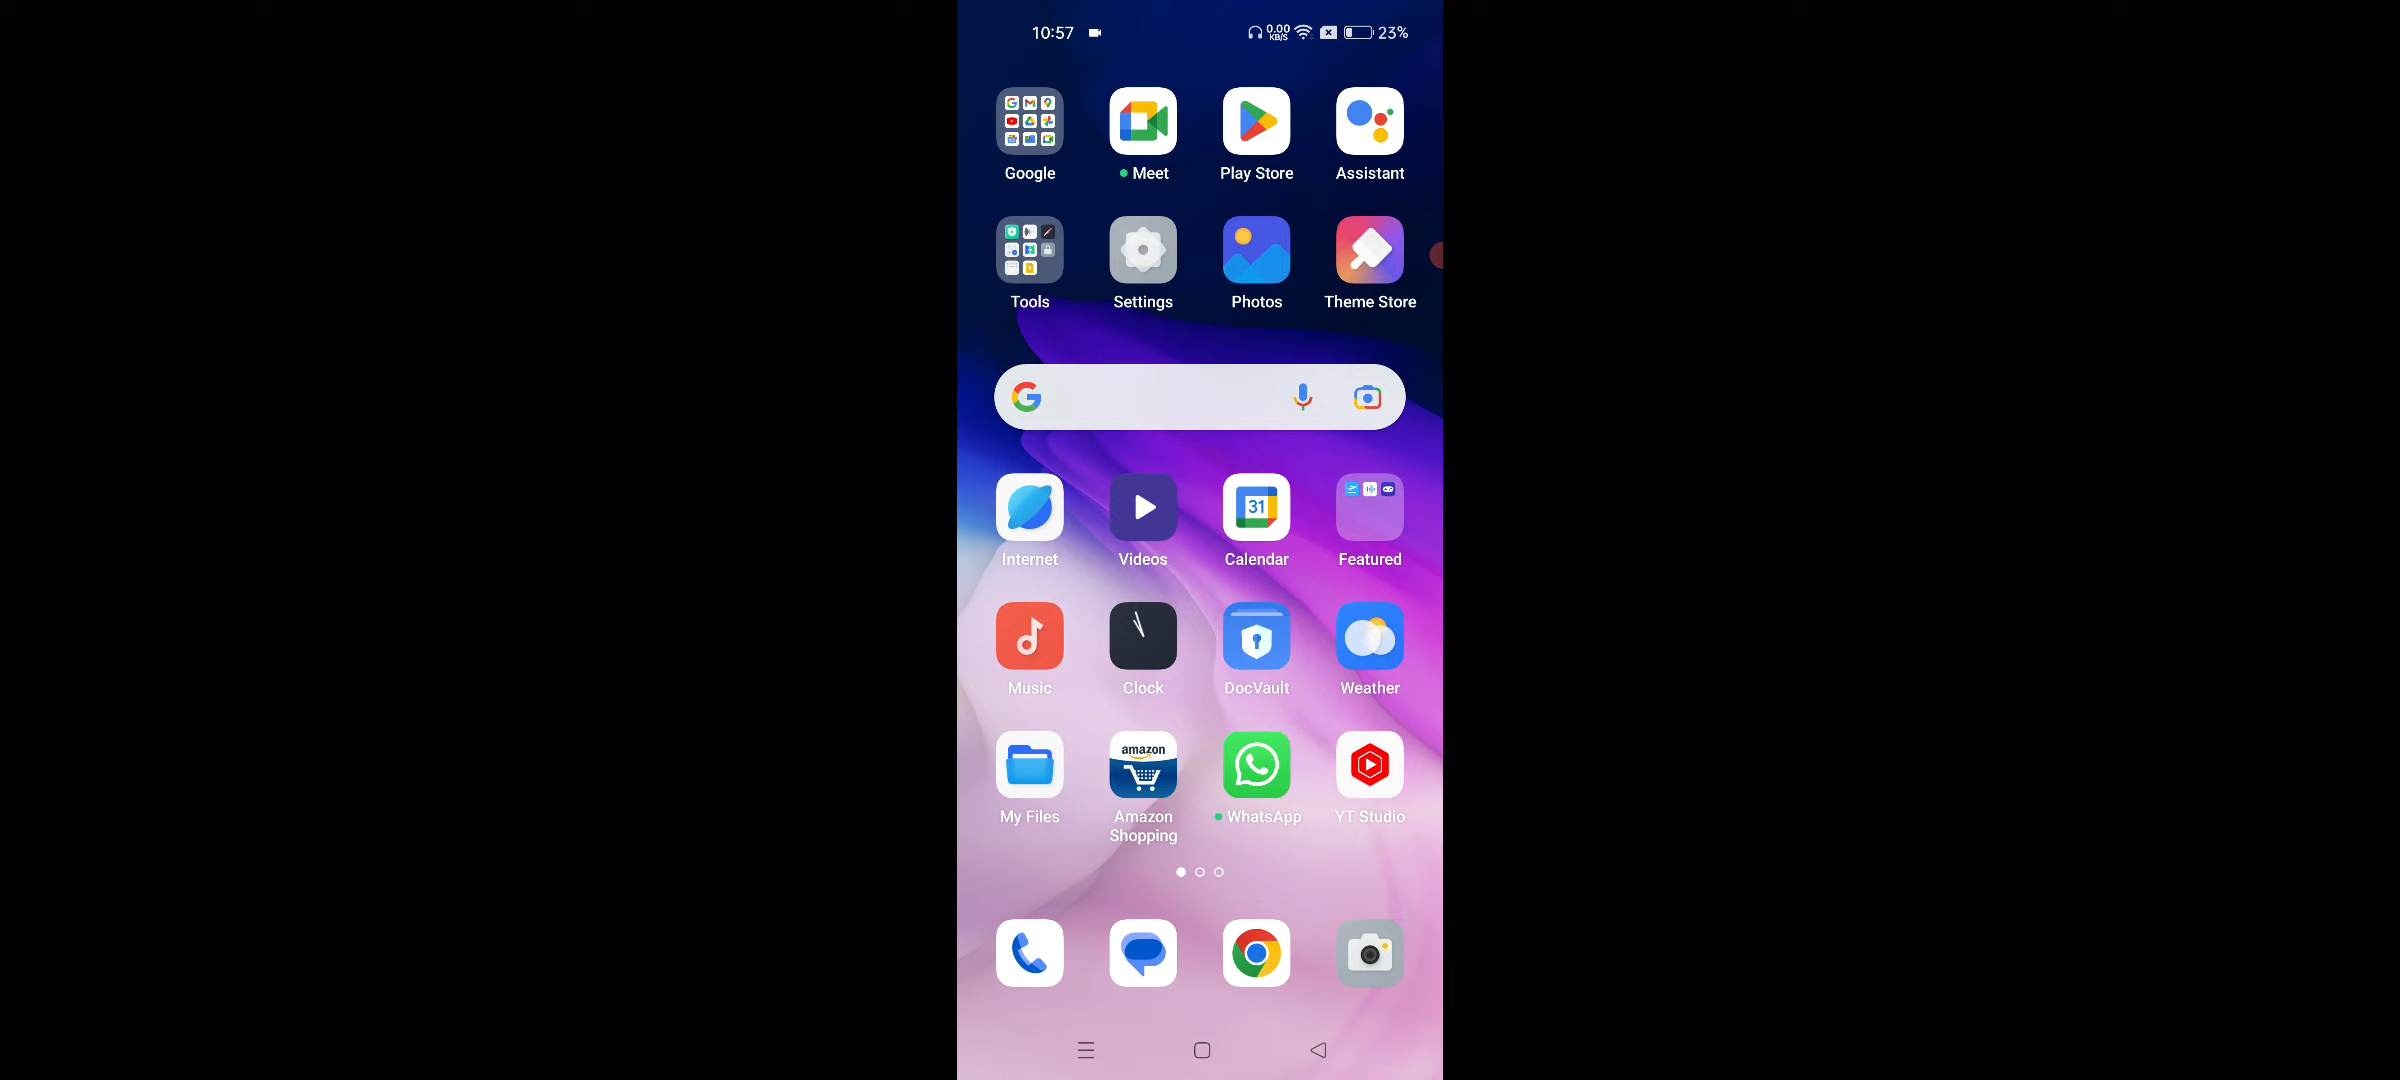 10:57 0.00 KB/S 23%
Google Meet Play Store Assistant
Tools Settings Photos Theme Store
31
Internet Videos Calendar Featured
Music Clock DocVault Weather
amazon
My Files Amazon Shopping WhatsApp YT Studio